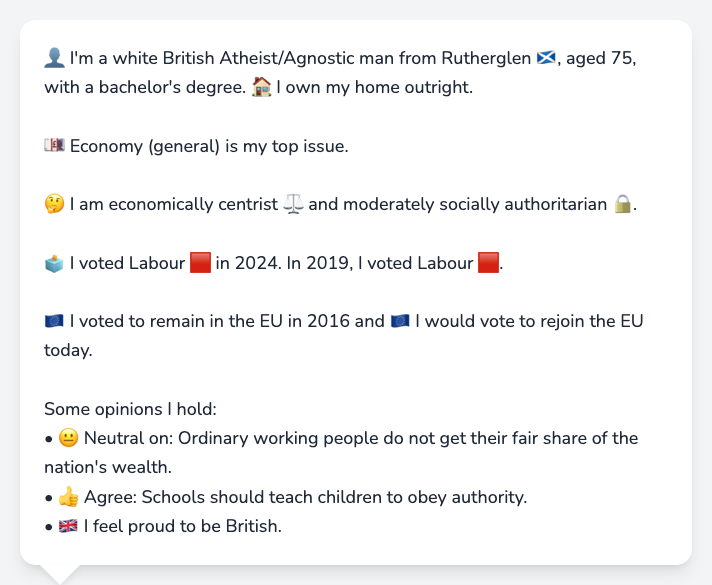 👤 I'm a white British Atheist/Agnostic man from Rutherglen 🏴󠁧󠁢󠁳󠁣󠁴󠁿, aged 75,
with a bachelor's degree. 🏠 I own my home outright.
💷 Economy (general) is my top issue.
🤔 I am economically centrist ⚖️ and moderately socially authoritarian 🔒.
🗳️ I voted Labour 🟥 in 2024. In 2019, I voted Labour 🟥.
🇪🇺 I voted to remain in the EU in 2016 and 🇪🇺 I would vote to rejoin the EU
today.
Some opinions I hold:
• 😐 Neutral on: Ordinary working people do not get their fair share of the
nation's wealth.
• 👍 Agree: Schools should teach children to obey authority.
• 🇬🇧 I feel proud to be British.